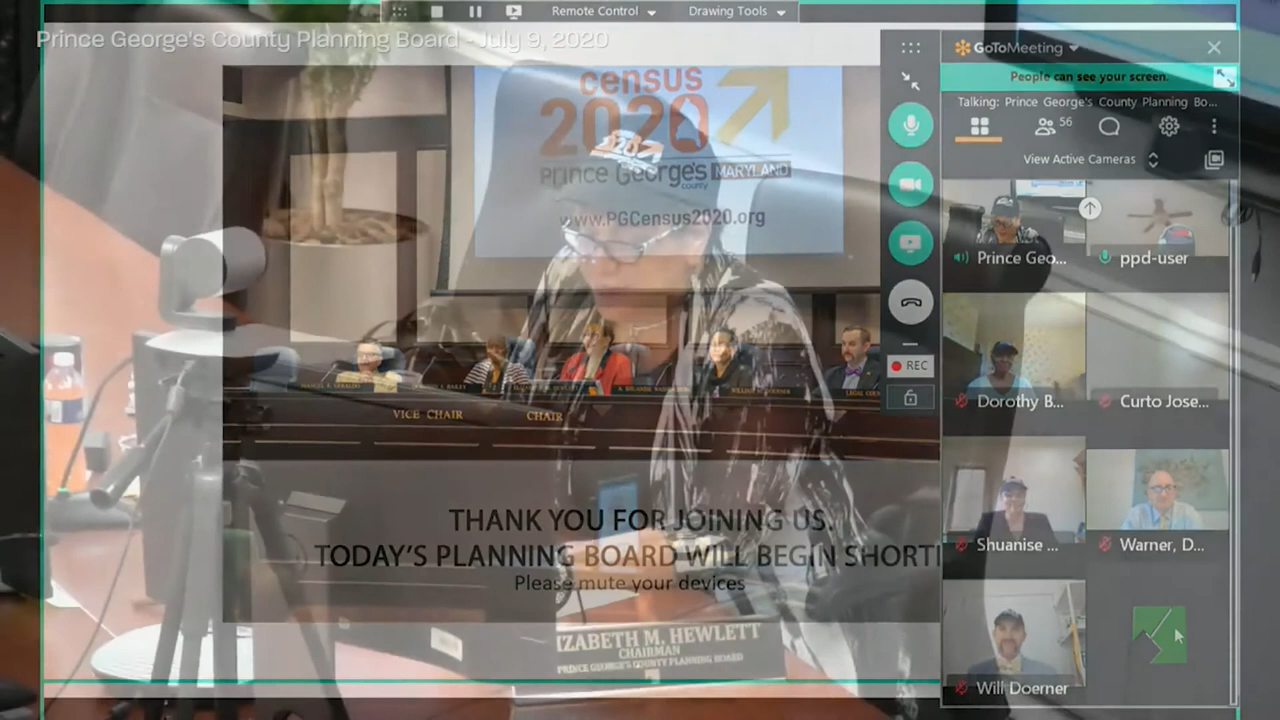 Remote Control
Drawing Tools
Prince George's County Planning Board - July 9, 2020
GoToMeeting
People can see your screen.
Talking: Prince George's County Planning Bo...
56
View Active Cameras
census
2020
Prince George's MARYLAND
county
www.PGCensus2020.org
Prince Geo...
ppd-user
REC
Dorothy B...
Curto Jose...
VICE CHAIR
CHAIR
LEGAL COUN
THANK YOU FOR JOINING US.
TODAY'S PLANNING BOARD WILL BEGIN SHORTL
Please mute your devices
Shuanise ...
Warner, D...
IZABETH M. HEWLETT
CHAIRMAN
PRINCE GEORGE'S COUNTY PLANNING BOARD
Will Doerner